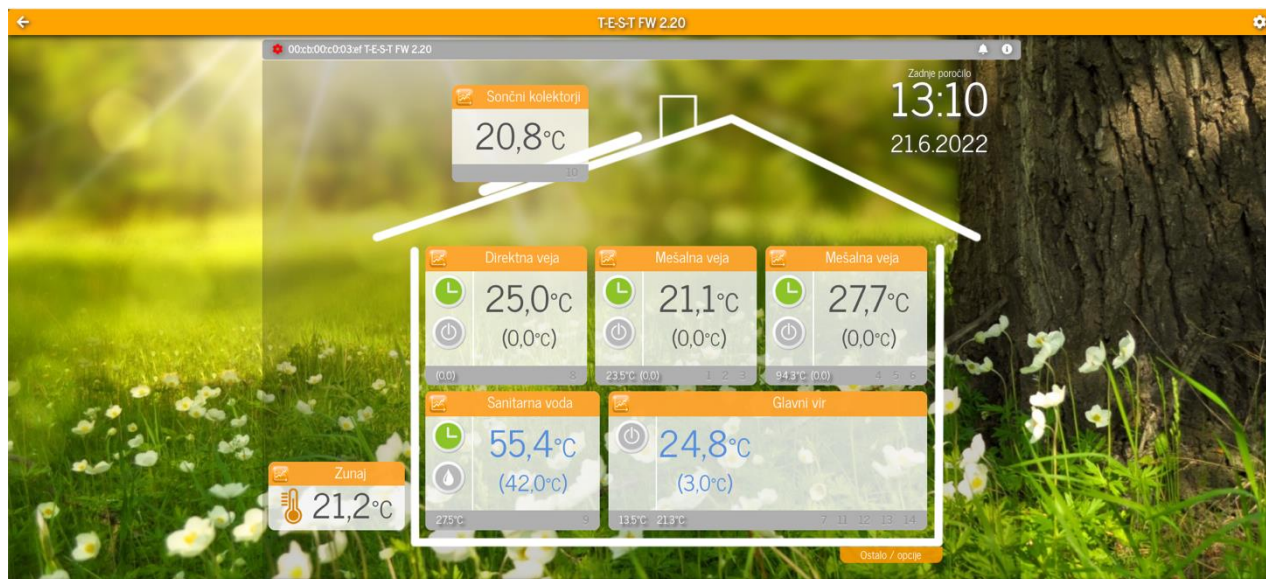 T-E-S-T FW 2.20
00:cb:00:c0:03:ef T-E-S-T FW 2.20
Zadnje poročilo
13:10
21.6.2022
Sončni kolektorji
20,8°C
10
Direktna veja
25,0°C
(0,0°C)
(0.0) 8
Mešalna veja
21,1°C
(0,0°C)
23.5°C (0.0) 1 2 3
Mešalna veja
27,7°C
(0,0°C)
94.3°C (0.0) 4 5 6
Sanitarna voda
55,4°C
(42,0°C)
27.5°C 9
Glavni vir
24,8°C
(3,0°C)
13.5°C 21.3°C 7 11 12 13 14
Zunaj
21,2°C
Ostalo / opcije